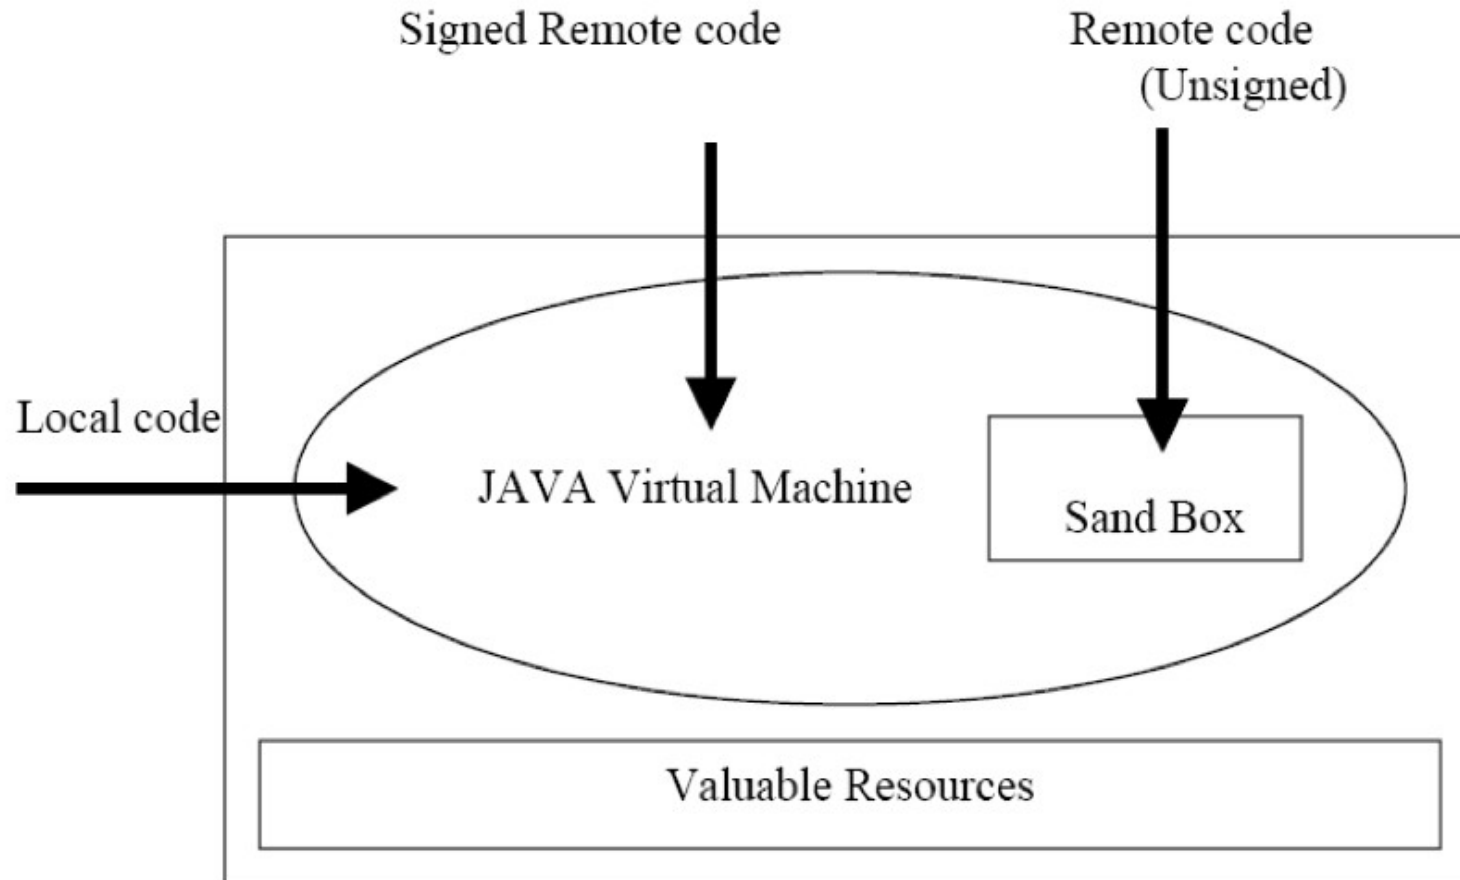 Signed Remote code
Remote code
(Unsigned)
Local code
JAVA Virtual Machine
Sand Box
Valuable Resources